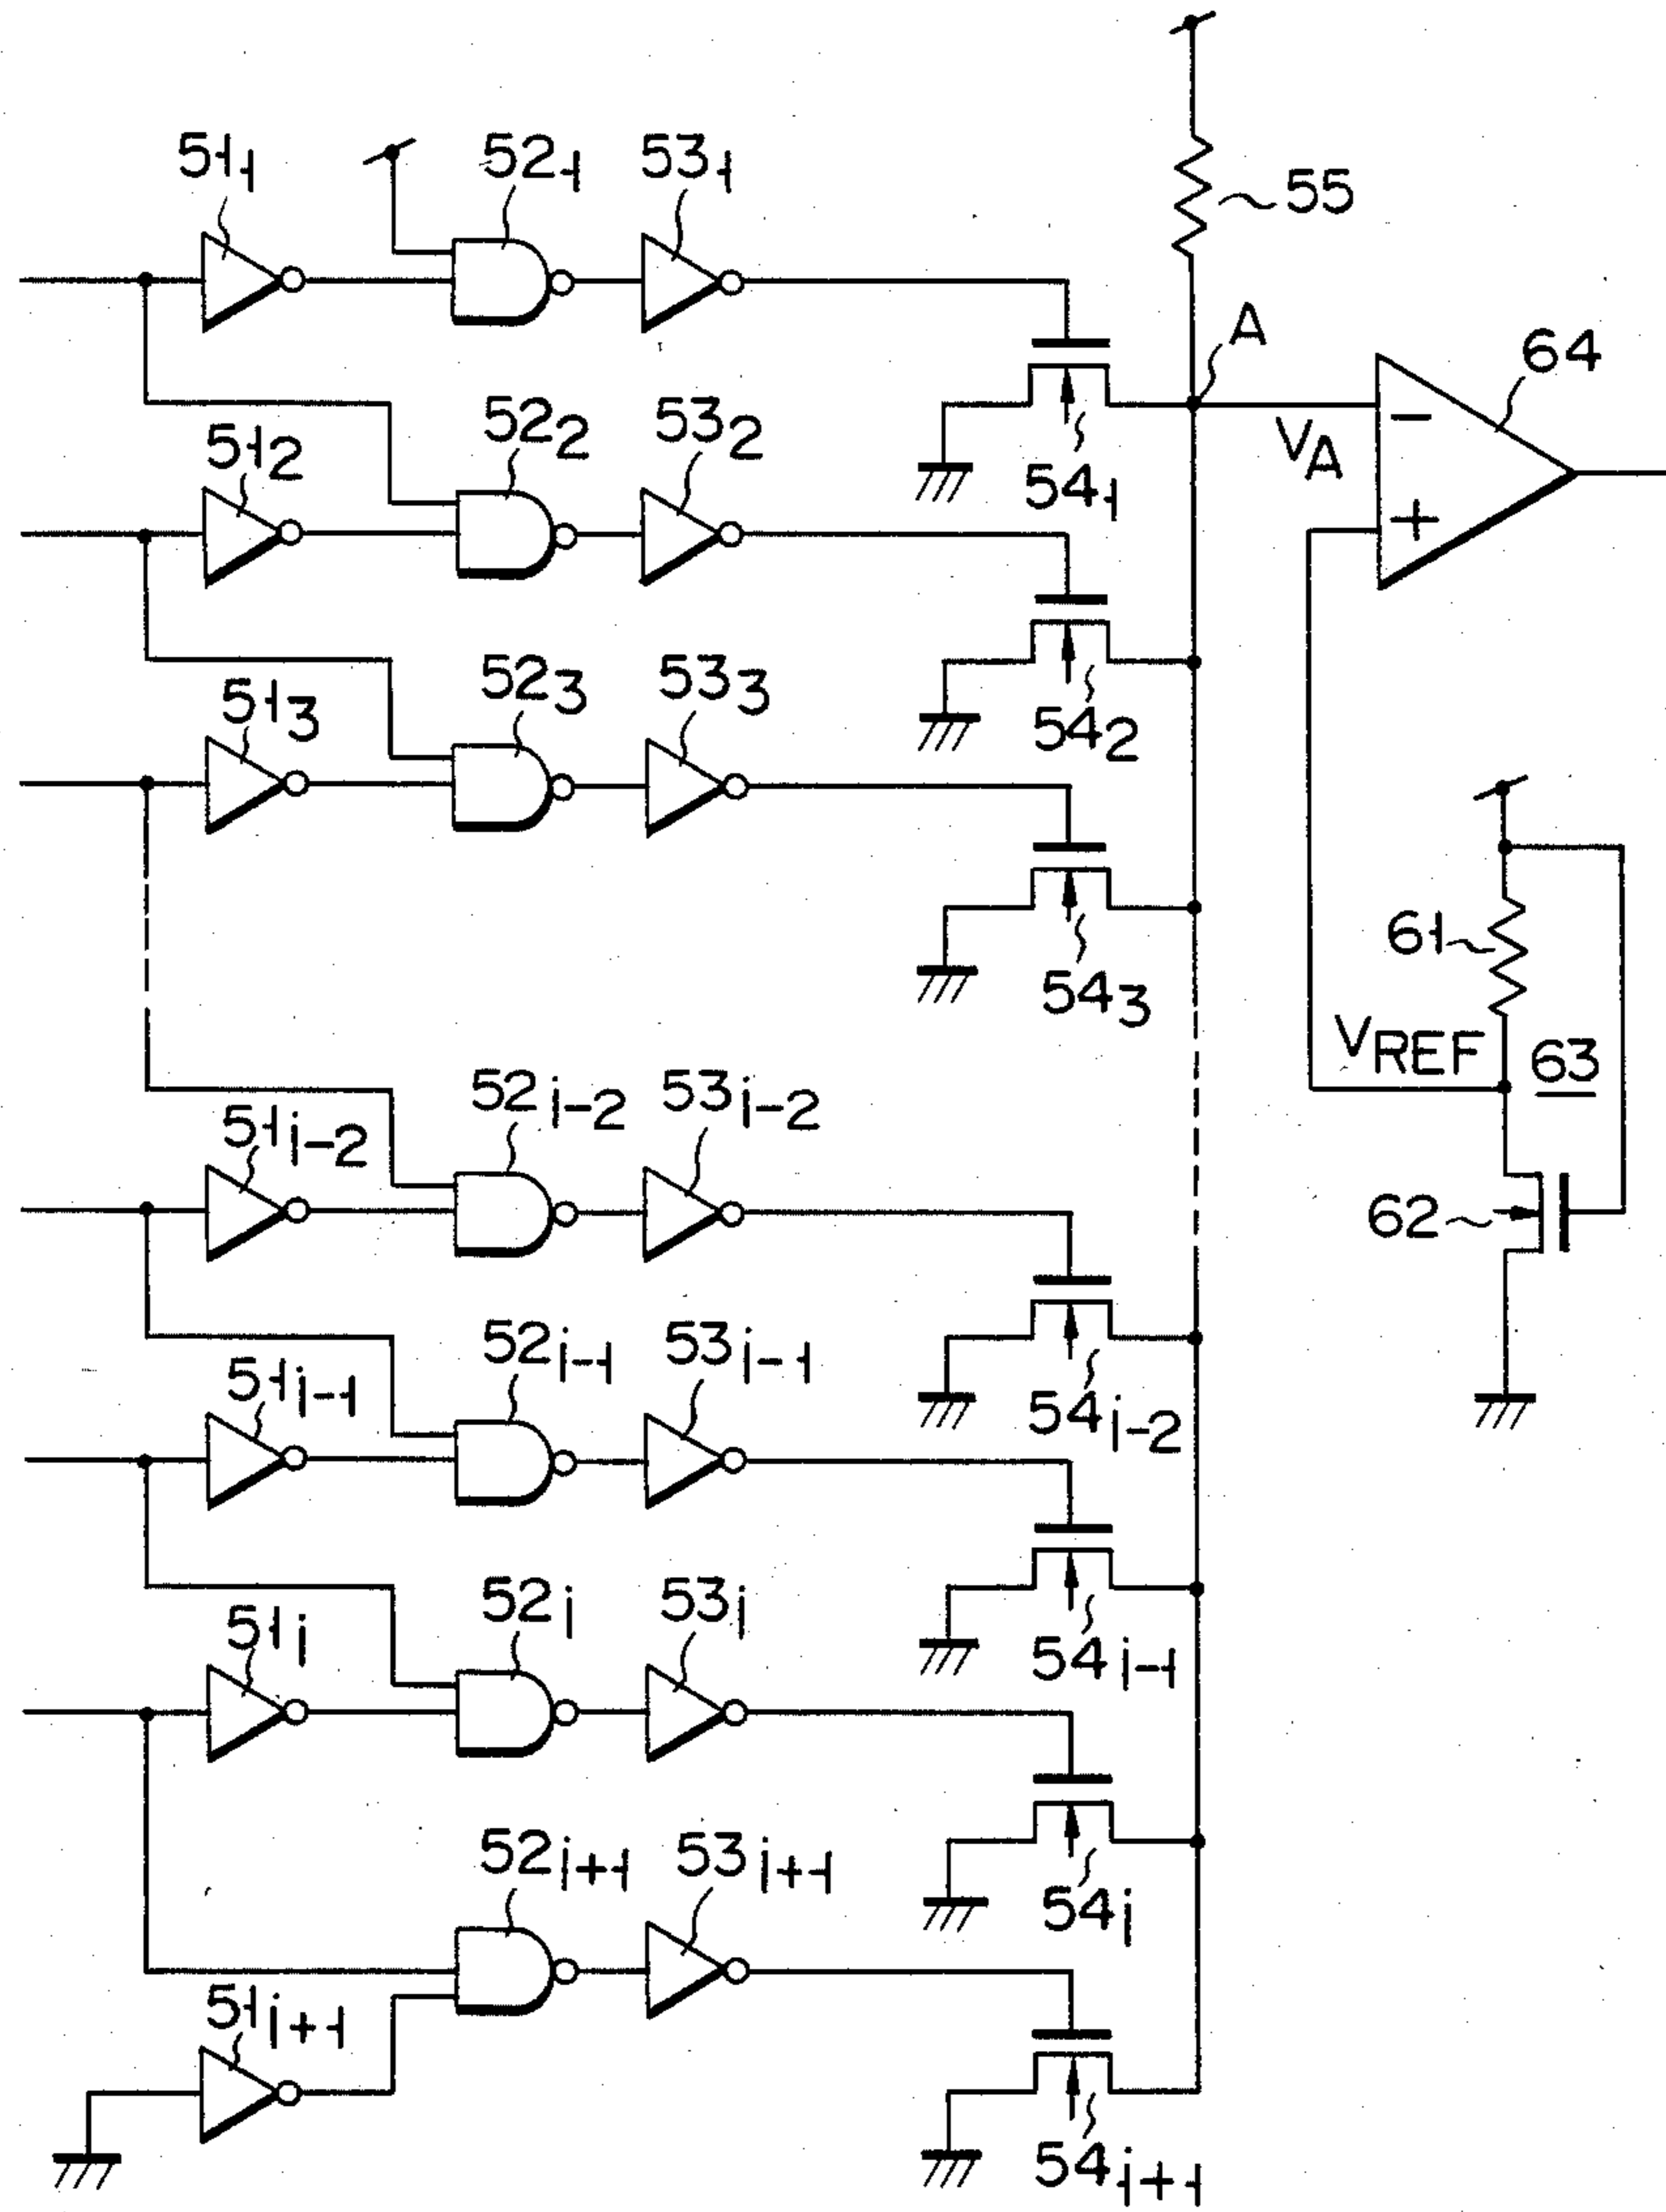 51₁ 52₁ 53₁ 55
A 64
54₁ V_A −
51₂ 52₂ 53₂ +
54₂
51₃ 52₃ 53₃
54₃ 61
V_REF 63
51ᵢ₋₂ 52ᵢ₋₂ 53ᵢ₋₂
62
54ᵢ₋₂
51ᵢ₋₁ 52ᵢ₋₁ 53ᵢ₋₁
54ᵢ₋₁
51ᵢ 52ᵢ 53ᵢ
54ᵢ
52ᵢ₊₁ 53ᵢ₊₁
51ᵢ₊₁
54ᵢ₊₁